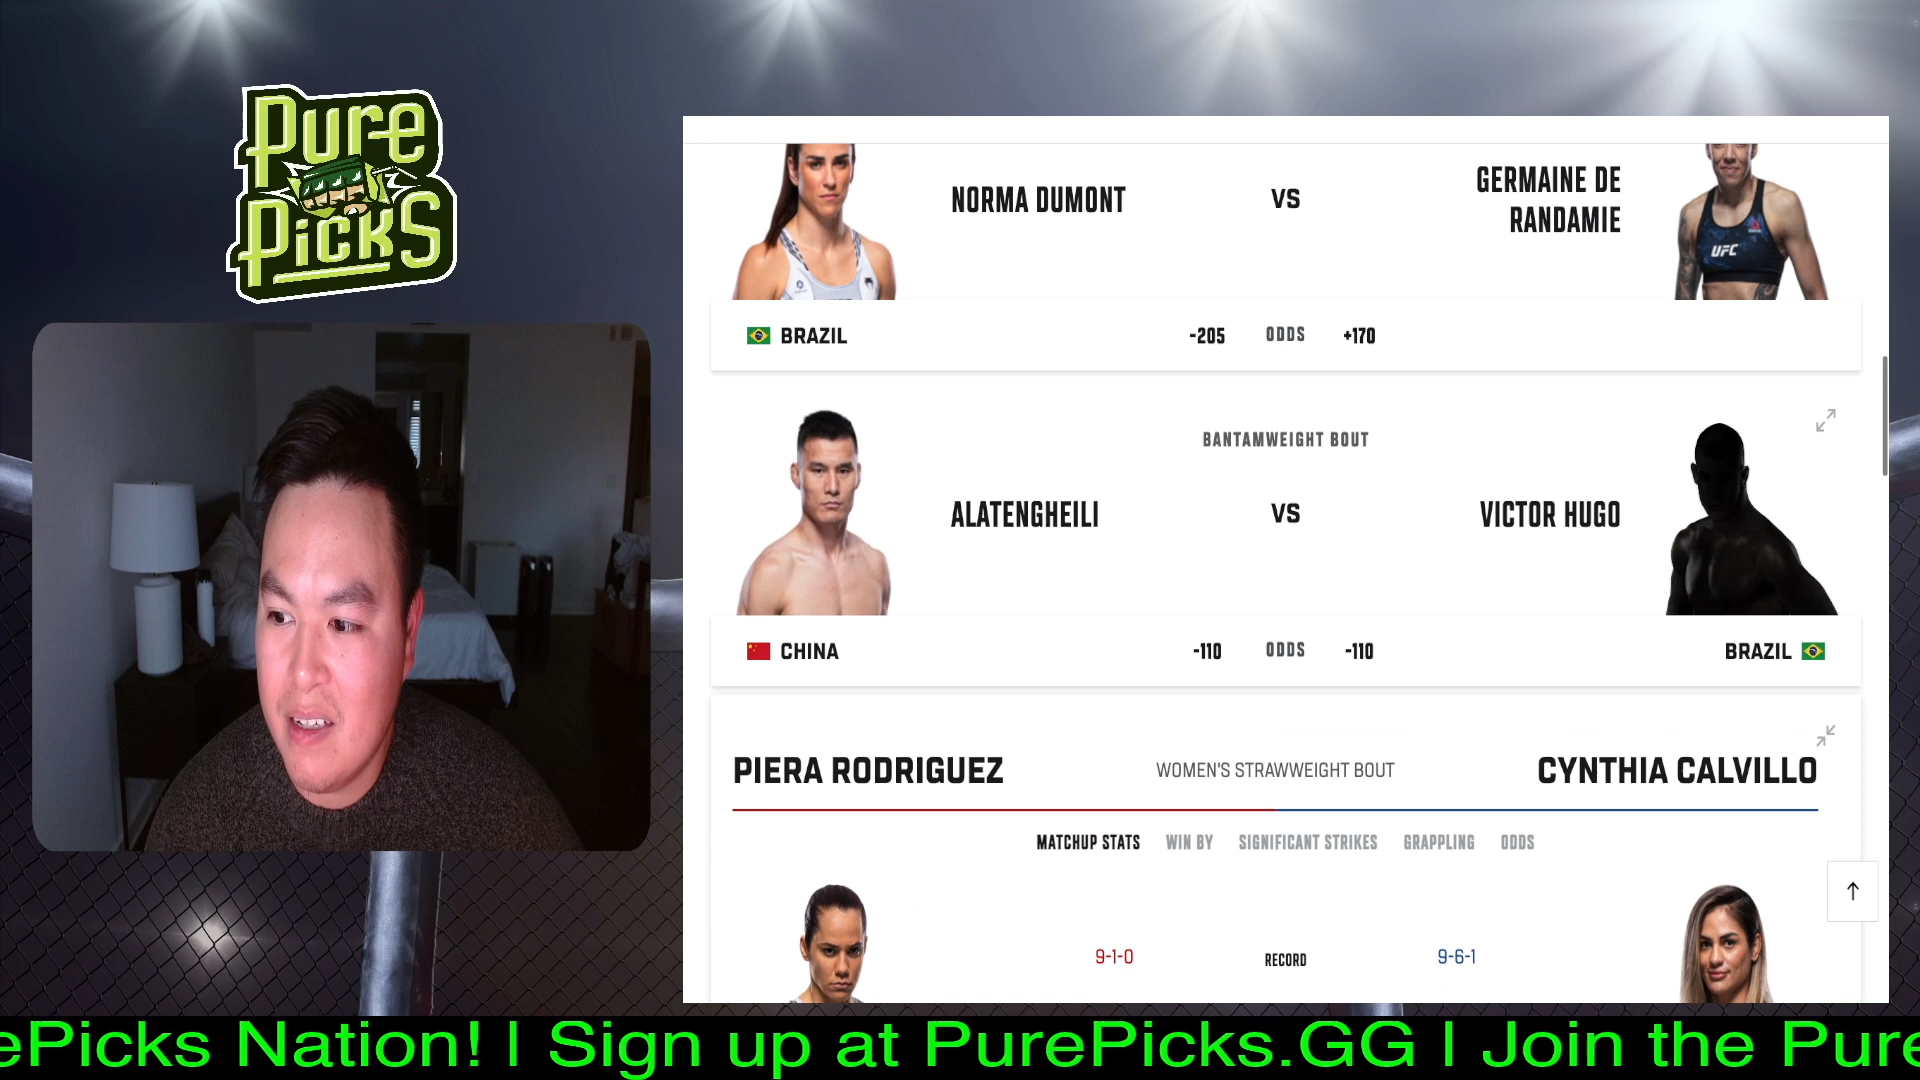 Pure
Picks
NORMA DUMONT
VS
GERMAINE DE
RANDAMIE
UFC
BRAZIL
-205
ODDS
+170
BANTAMWEIGHT BOUT
ALATENGHEILI
VS
VICTOR HUGO
CHINA
-110
ODDS
-110
BRAZIL
PIERA RODRIGUEZ
WOMEN'S STRAWWEIGHT BOUT
CYNTHIA CALVILLO
MATCHUP STATS
WIN BY
SIGNIFICANT STRIKES
GRAPPLING
ODDS
9-1-0
RECORD
9-6-1
ePicks Nation! | Sign up at PurePicks.GG | Join the Pure